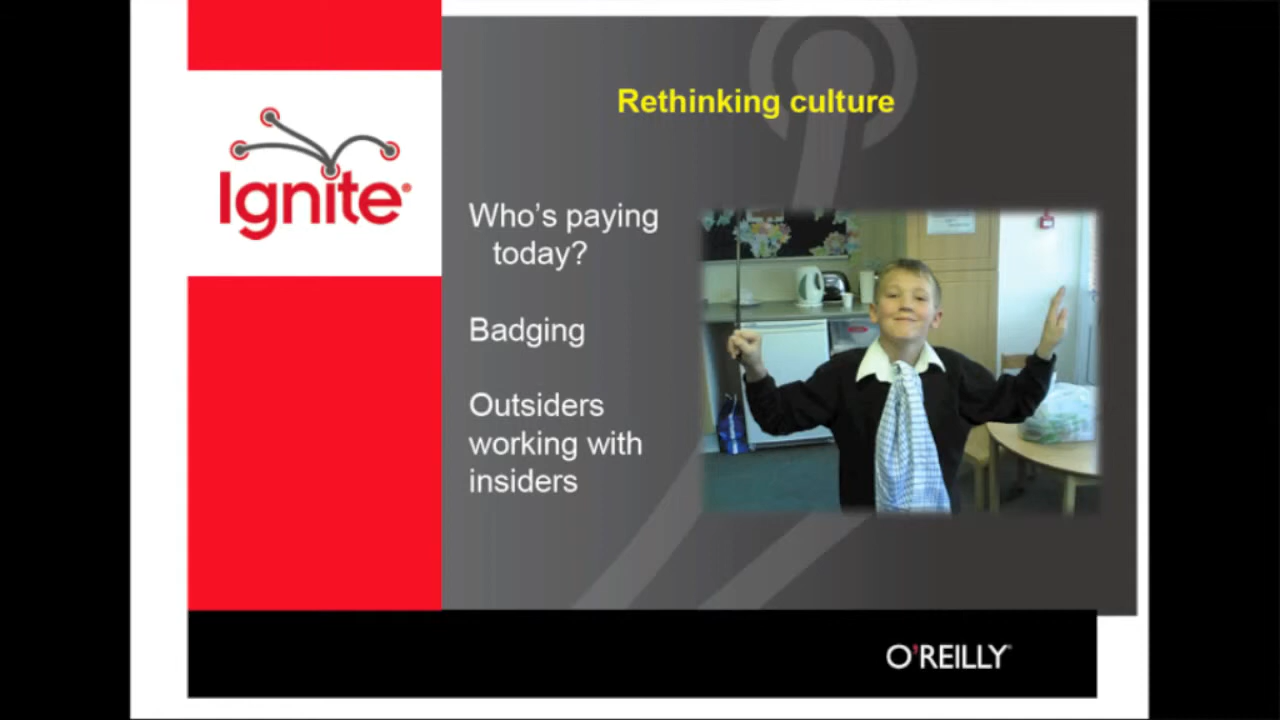 Ignite®
Rethinking culture
Who's paying
today?
Badging
Outsiders
working with
insiders
O'REILLY